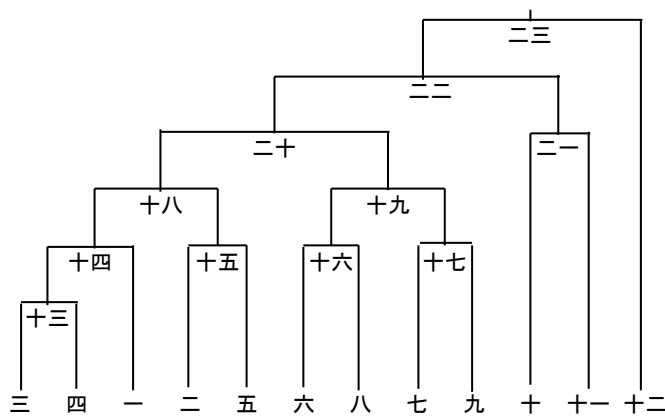 二三
二二
二十 二一
十八 十九
十四 十五 十六 十七
十三
三 四 一 二 五 六 八 七 九 十 十一 十二